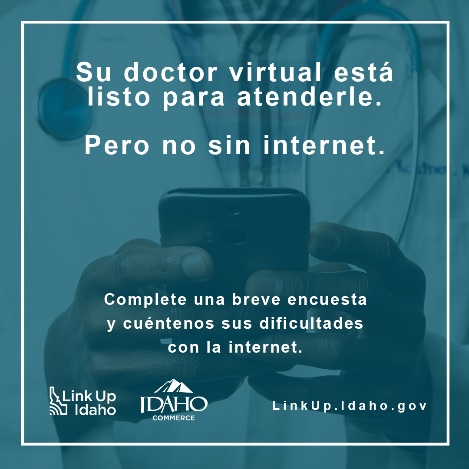 Su doctor virtual está
listo para atenderle.
Pero no sin internet.
Complete una breve encuesta
y cuéntenos sus dificultades
con la internet.
Link Up
Idaho
IDAHO
COMMERCE
LinkUp.Idaho.gov